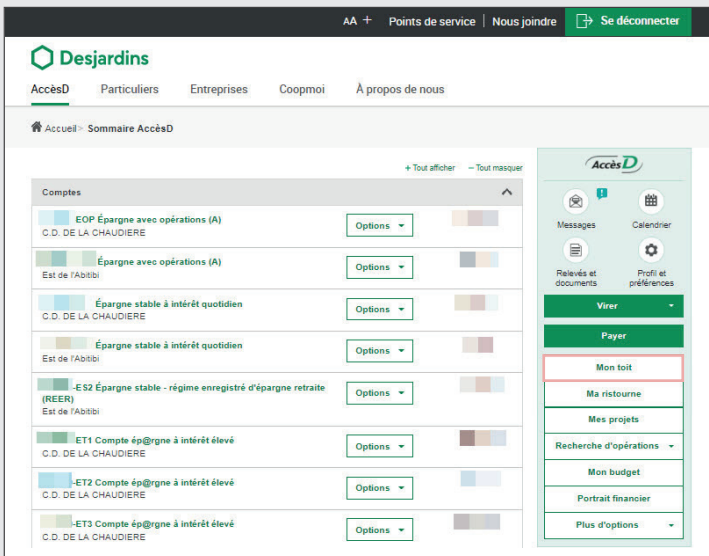 AA + Points de service | Nous joindre Se déconnecter
Desjardins
AccèsD Particuliers Entreprises Coopmoi À propos de nous
Accueil > Sommaire AccèsD
+ Tout afficher − Tout masquer
Comptes
EOP Épargne avec opérations (A)
C.D. DE LA CHAUDIERE
Options
Épargne avec opérations (A)
Est de l'Abitibi
Options
Épargne stable à intérêt quotidien
C.D. DE LA CHAUDIERE
Options
Épargne stable à intérêt quotidien
Est de l'Abitibi
Options
-ES2 Épargne stable - régime enregistré d'épargne retraite
(REER)
Est de l'Abitibi
Options
-ET1 Compte ép@rgne à intérêt élevé
C.D. DE LA CHAUDIERE
Options
-ET2 Compte ép@rgne à intérêt élevé
C.D. DE LA CHAUDIERE
Options
-ET3 Compte ép@rgne à intérêt élevé
C.D. DE LA CHAUDIERE
Options
AccèsD
!
Messages Calendrier
Relevés et
documents
Profil et
préférences
Virer
Payer
Mon toit
Ma ristourne
Mes projets
Recherche d'opérations
Mon budget
Portrait financier
Plus d'options